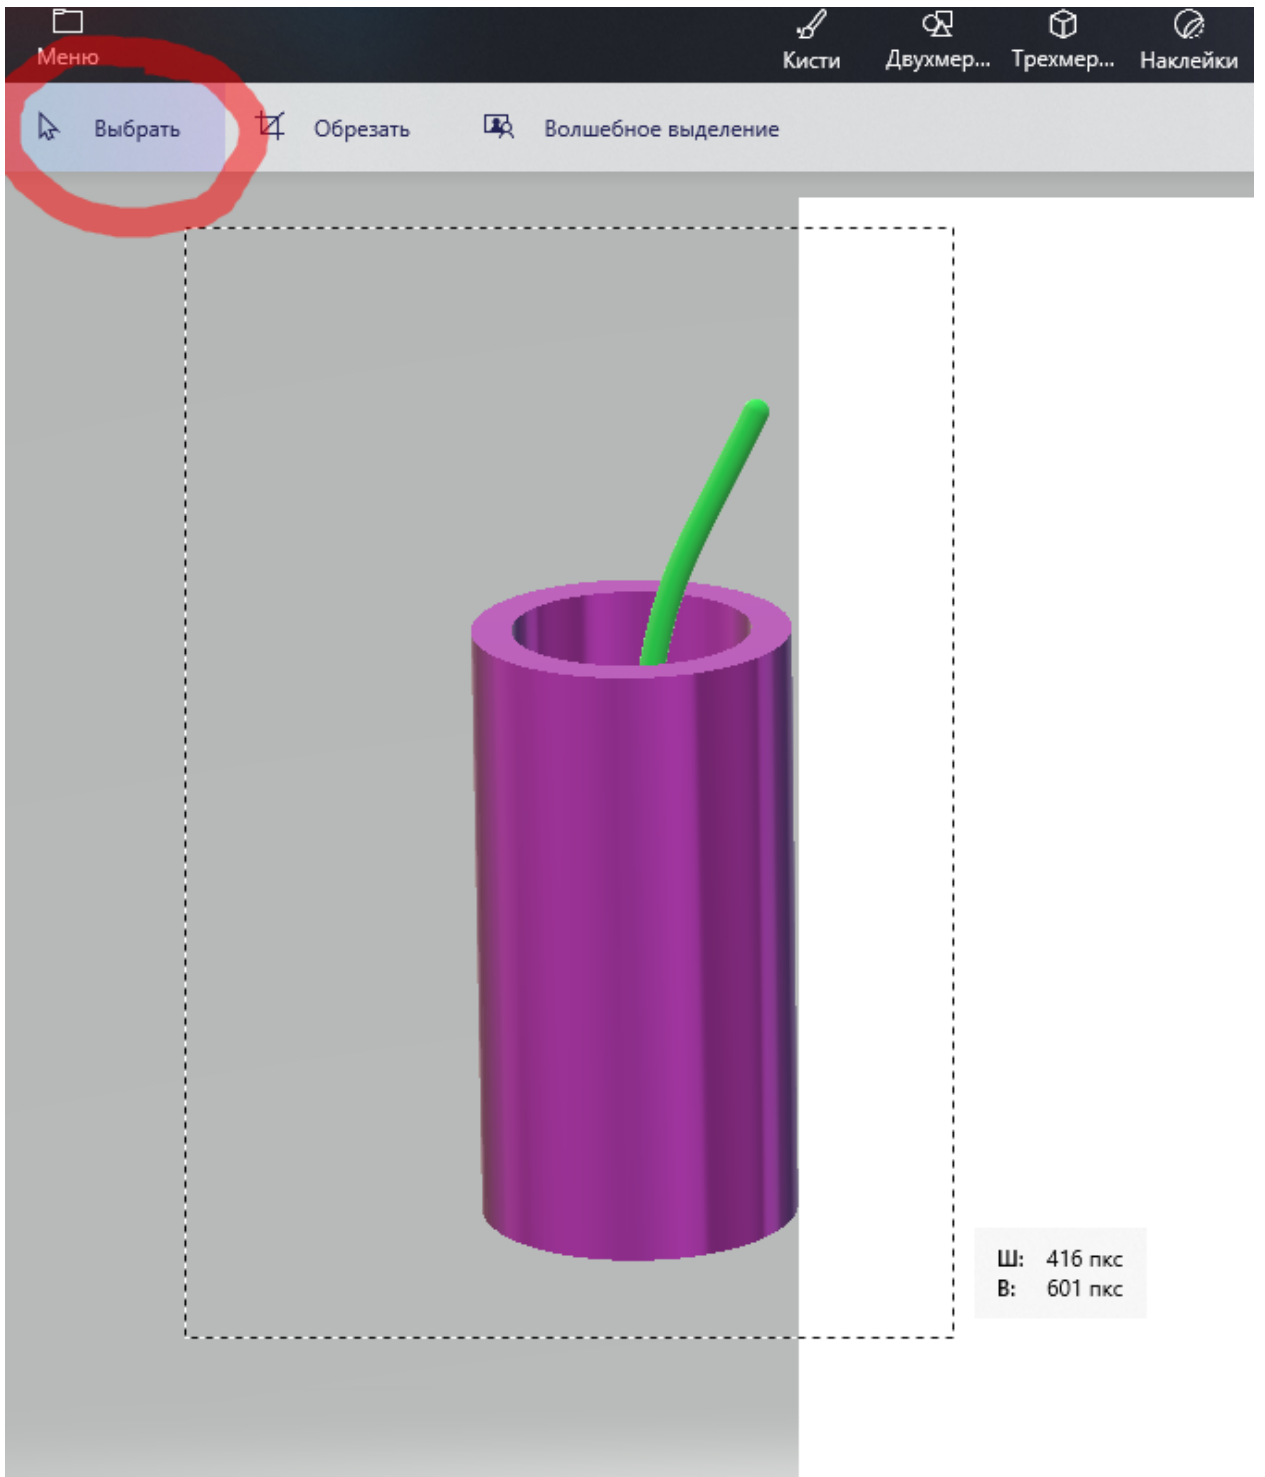 Меню
Кисти
Двухмер...
Трехмер...
Наклейки
Выбрать
Обрезать
Волшебное выделение
Ш: 416 пкс
В: 601 пкс